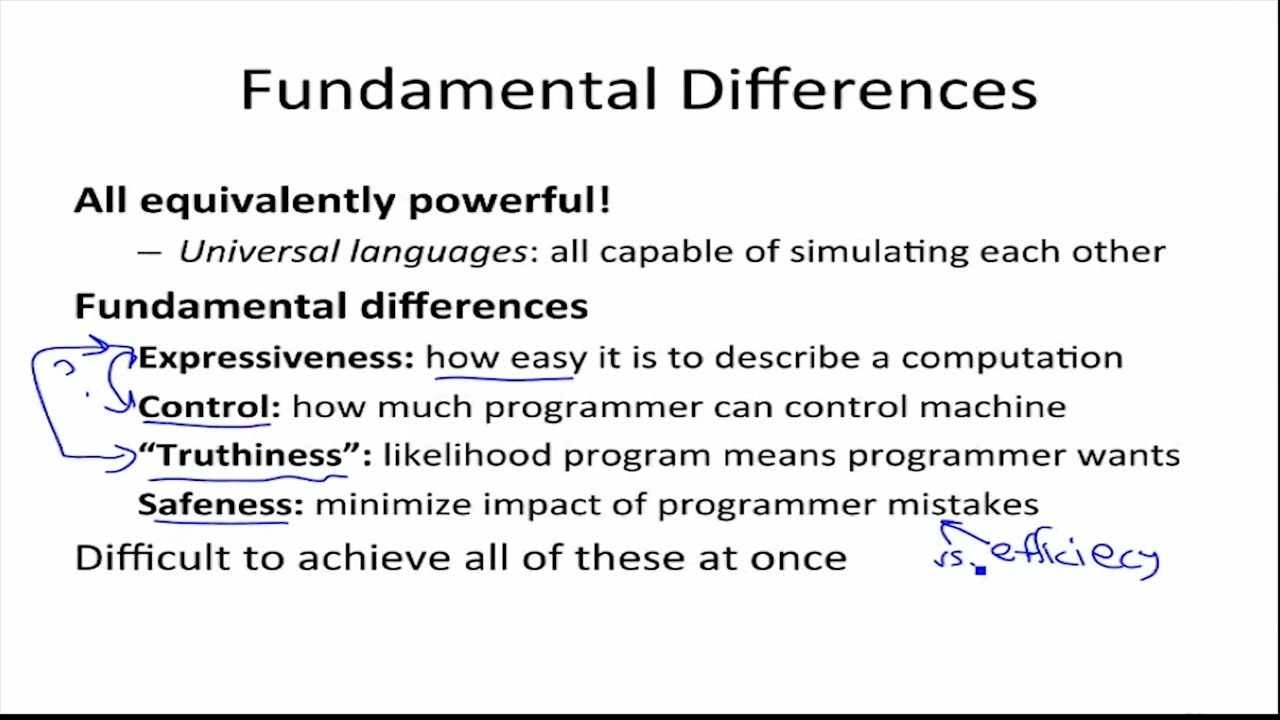 Fundamental Differences
All equivalently powerful!
– Universal languages: all capable of simulating each other
Fundamental differences
Expressiveness: how easy it is to describe a computation
Control: how much programmer can control machine
“Truthiness”: likelihood program means programmer wants
Safeness: minimize impact of programmer mistakes
Difficult to achieve all of these at once
vs. efficiecy